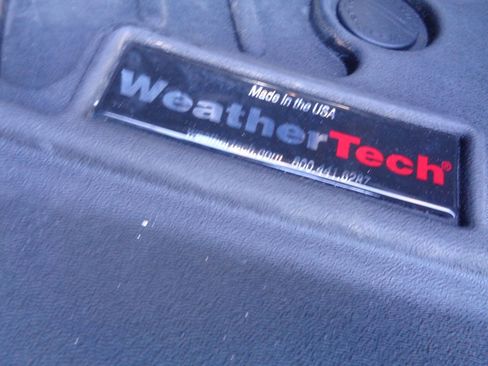 Made in the USA
WeatherTech®
weathertech.com 800.441.6287